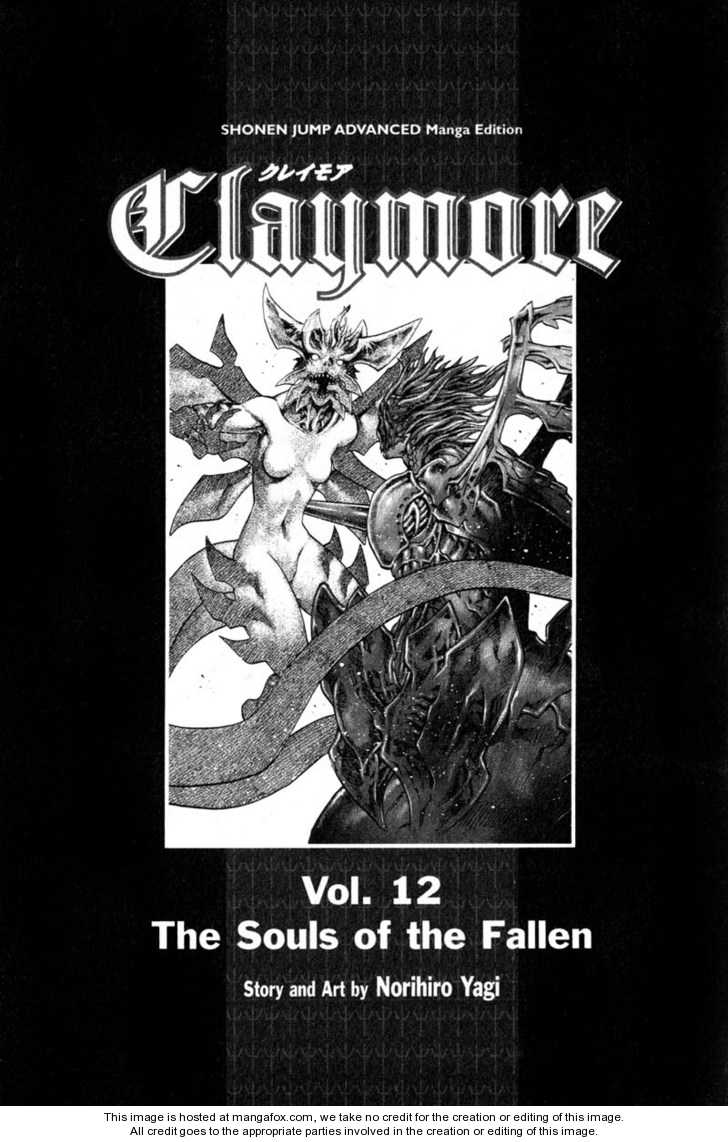 SHONEN JUMP ADVANCED Manga Edition
クレイモア
Claymore
Vol. 12
The Souls of the Fallen
Story and Art by Norihiro Yagi
This image is hosted at mangafox.com, we take no credit for the creation or editing of this image.
All credit goes to the appropriate parties involved in the creation or editing of this image.